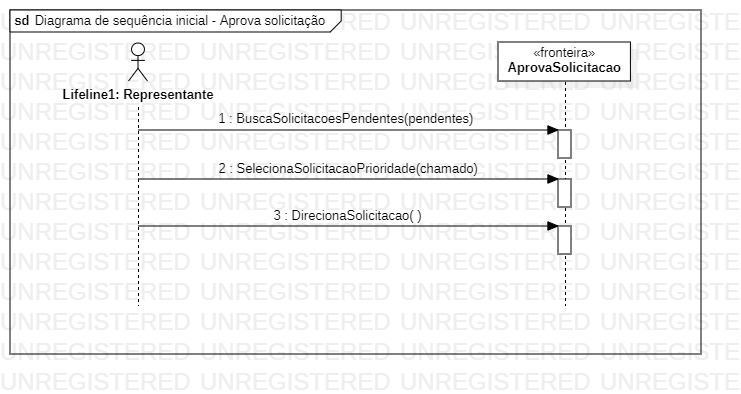 sd Diagrama de sequência inicial - Aprova solicitação
«fronteira»
AprovaSolicitacao
Lifeline1: Representante
1 : BuscaSolicitacoesPendentes(pendentes)
2 : SelecionaSolicitacaoPrioridade(chamado)
3 : DirecionaSolicitacao( )
UNREGISTERED UNREGISTERED UNREGISTERED UNREGISTE